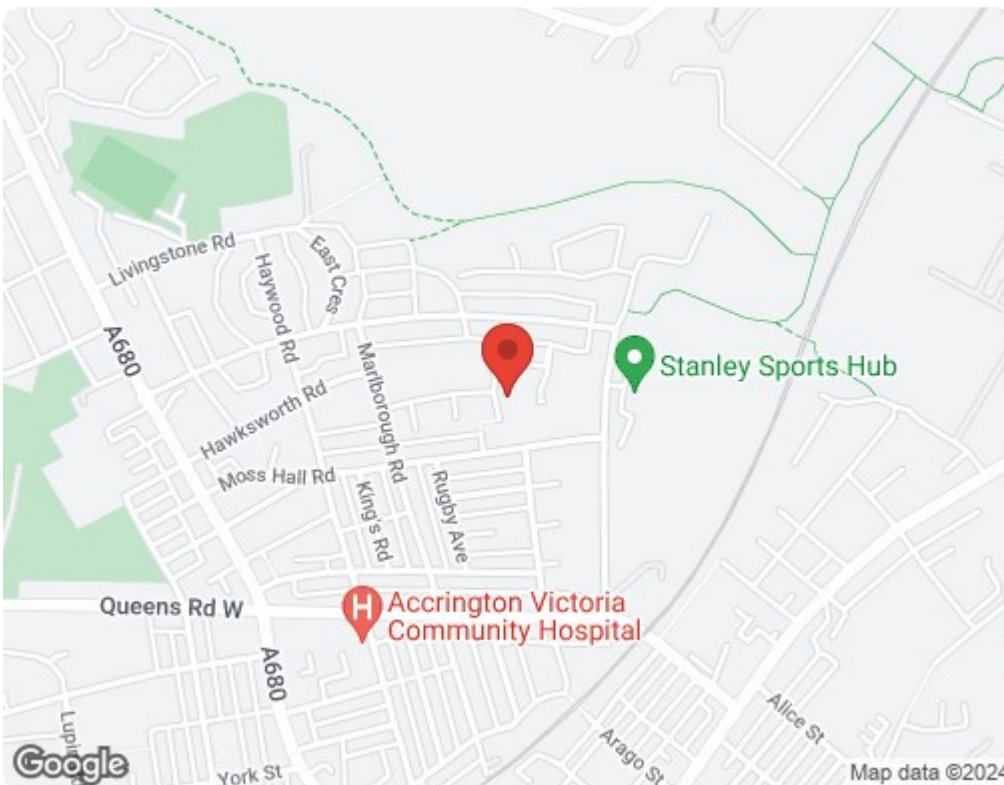 Livingstone Rd
East Cres
Haywood Rd
A680
Marlborough Rd
Stanley Sports Hub
Hawksworth Rd
Moss Hall Rd
King's Rd
Rugby Ave
Queens Rd W
Accrington Victoria
Community Hospital
H
A680
Alice St
Arago St
York St
Google
Map data ©2024